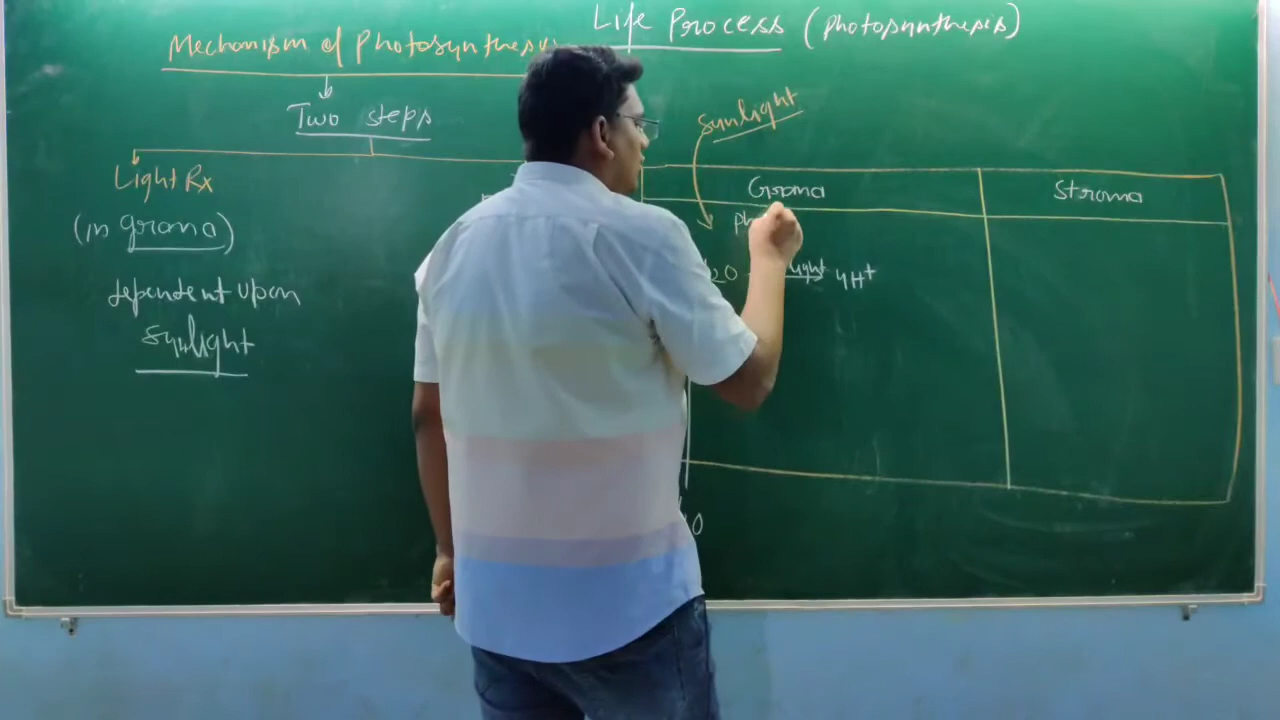 Life Process (photosynthesis)
Mechanism of Photosynthesis
Two steps
Light Rx
(in grana)
dependent upon
sunlight
sunlight
Grana
Stroma
4H+